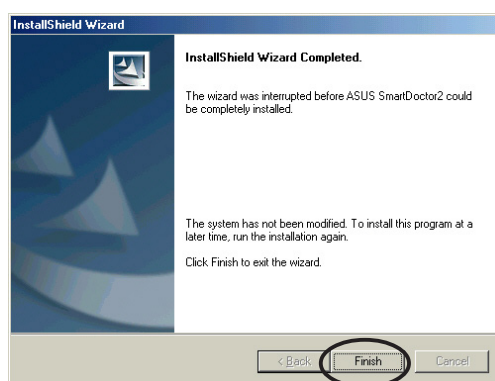 InstallShield Wizard
InstallShield Wizard Completed.
The wizard was interrupted before ASUS SmartDoctor2 could
be completely installed.
The system has not been modified. To install this program at a
later time, run the installation again.
Click Finish to exit the wizard.
< Back
Finish
Cancel